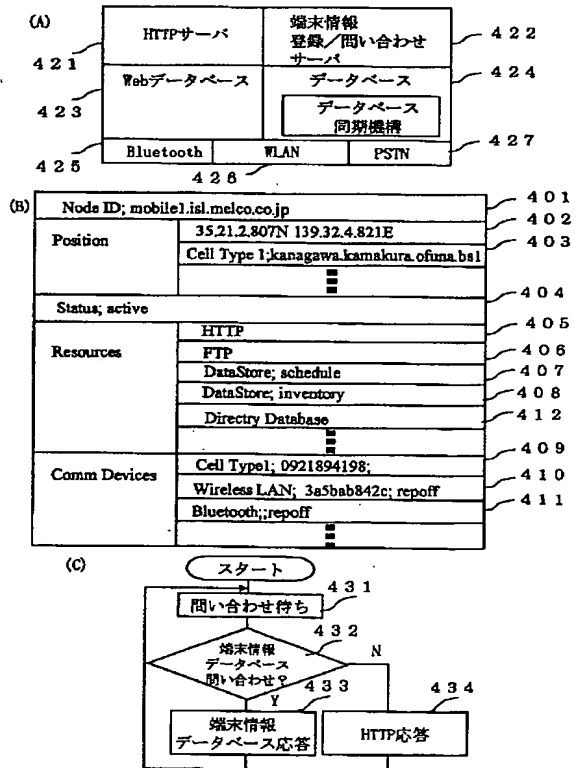 (A)
HTTPサーバ
端末情報
登録／問い合わせ
サーバ
４２１
４２２
Webデータベース
データベース
データベース
同期機構
４２３
４２４
Bluetooth
WLAN
PSTN
４２５
４２６
４２７
(B)
Node ID; mobile1.isl.melco.co.jp
４０１
Position
35,21.2.807N 139.32.4.821E
４０２
Cell Type 1;kanagawa.kamakura.ofuna.bs1
４０３
Status; active
４０４
Resources
HTTP
４０５
FTP
４０６
DataStore; schedule
４０７
DataStore; inventory
４０８
Directry Database
４１２
Comm Devices
Cell Type1; 0921894198;
４０９
Wireless LAN; 3a5bab842c; repoff
４１０
Bluetooth;;repoff
４１１
(C)
スタート
問い合わせ待ち
４３１
端末情報
データベース
問い合わせ？
４３２
N
Y
４３３
４３４
端末情報
データベース応答
HTTP応答